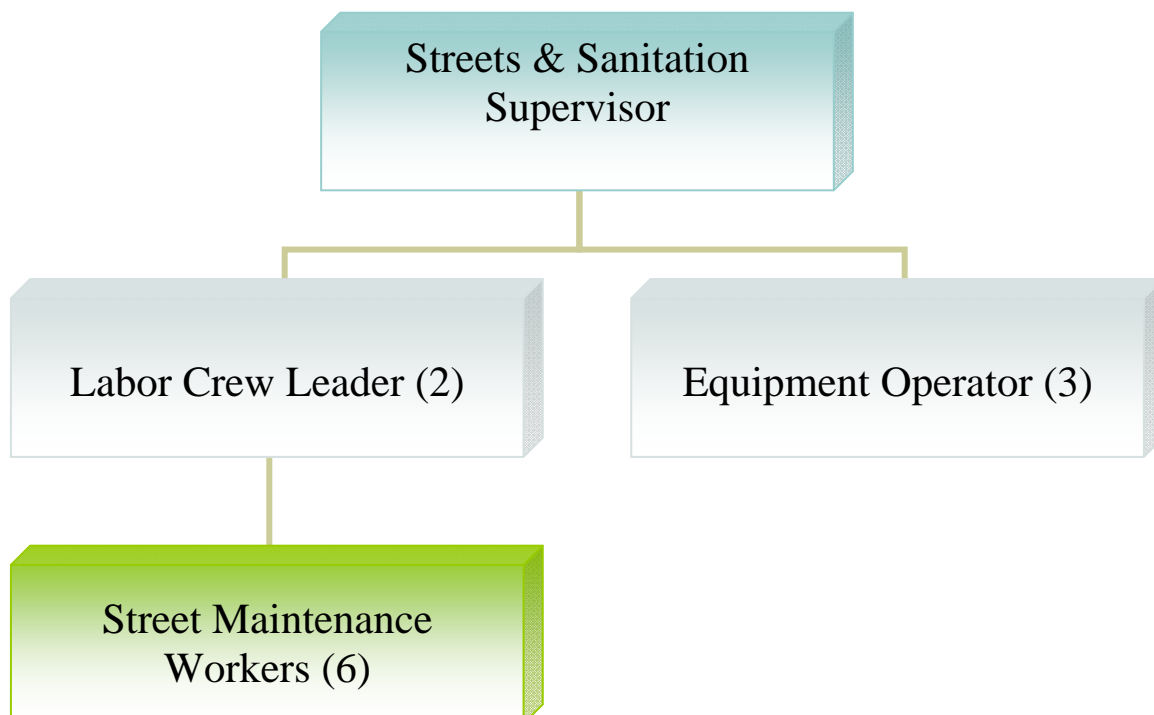 Streets & Sanitation
Supervisor
Labor Crew Leader (2)
Equipment Operator (3)
Street Maintenance
Workers (6)